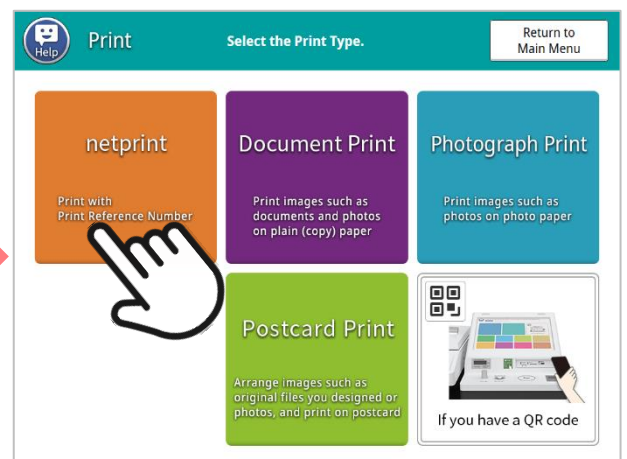 Help
Print
Select the Print Type.
Return to
Main Menu
netprint
Print with
Print Reference Number
Document Print
Print images such as
documents and photos
on plain (copy) paper
Photograph Print
Print images such as
photos on photo paper
Postcard Print
Arrange images such as
original files you designed or
photos, and print on postcard
If you have a QR code